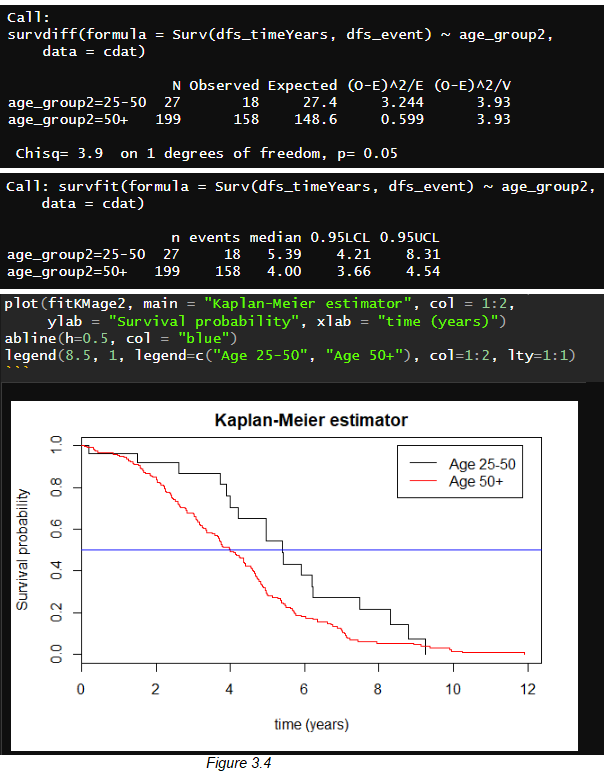 Call:
survdiff(formula = Surv(dfs_timeYears, dfs_event) ~ age_group2,
    data = cdat)
                   N Observed Expected (O-E)^2/E (O-E)^2/V
age_group2=25-50  27       18     27.4     3.244      3.93
age_group2=50+   199      158    148.6     0.599      3.93
 Chisq= 3.9  on 1 degrees of freedom, p= 0.05
Call: survfit(formula = Surv(dfs_timeYears, dfs_event) ~ age_group2,
    data = cdat)
                   n events median 0.95LCL 0.95UCL
age_group2=25-50  27     18   5.39    4.21    8.31
age_group2=50+   199    158   4.00    3.66    4.54
plot(fitKMage2, main = "Kaplan-Meier estimator", col = 1:2,
     ylab = "Survival probability", xlab = "time (years)")
abline(h=0.5, col = "blue")
legend(8.5, 1, legend=c("Age 25-50", "Age 50+"), col=1:2, lty=1:1)
```
Kaplan-Meier estimator
Survival probability
1.0
0.8
0.6
0.4
0.2
0.0
Age 25-50
Age 50+
0 2 4 6 8 10 12
time (years)
Figure 3.4